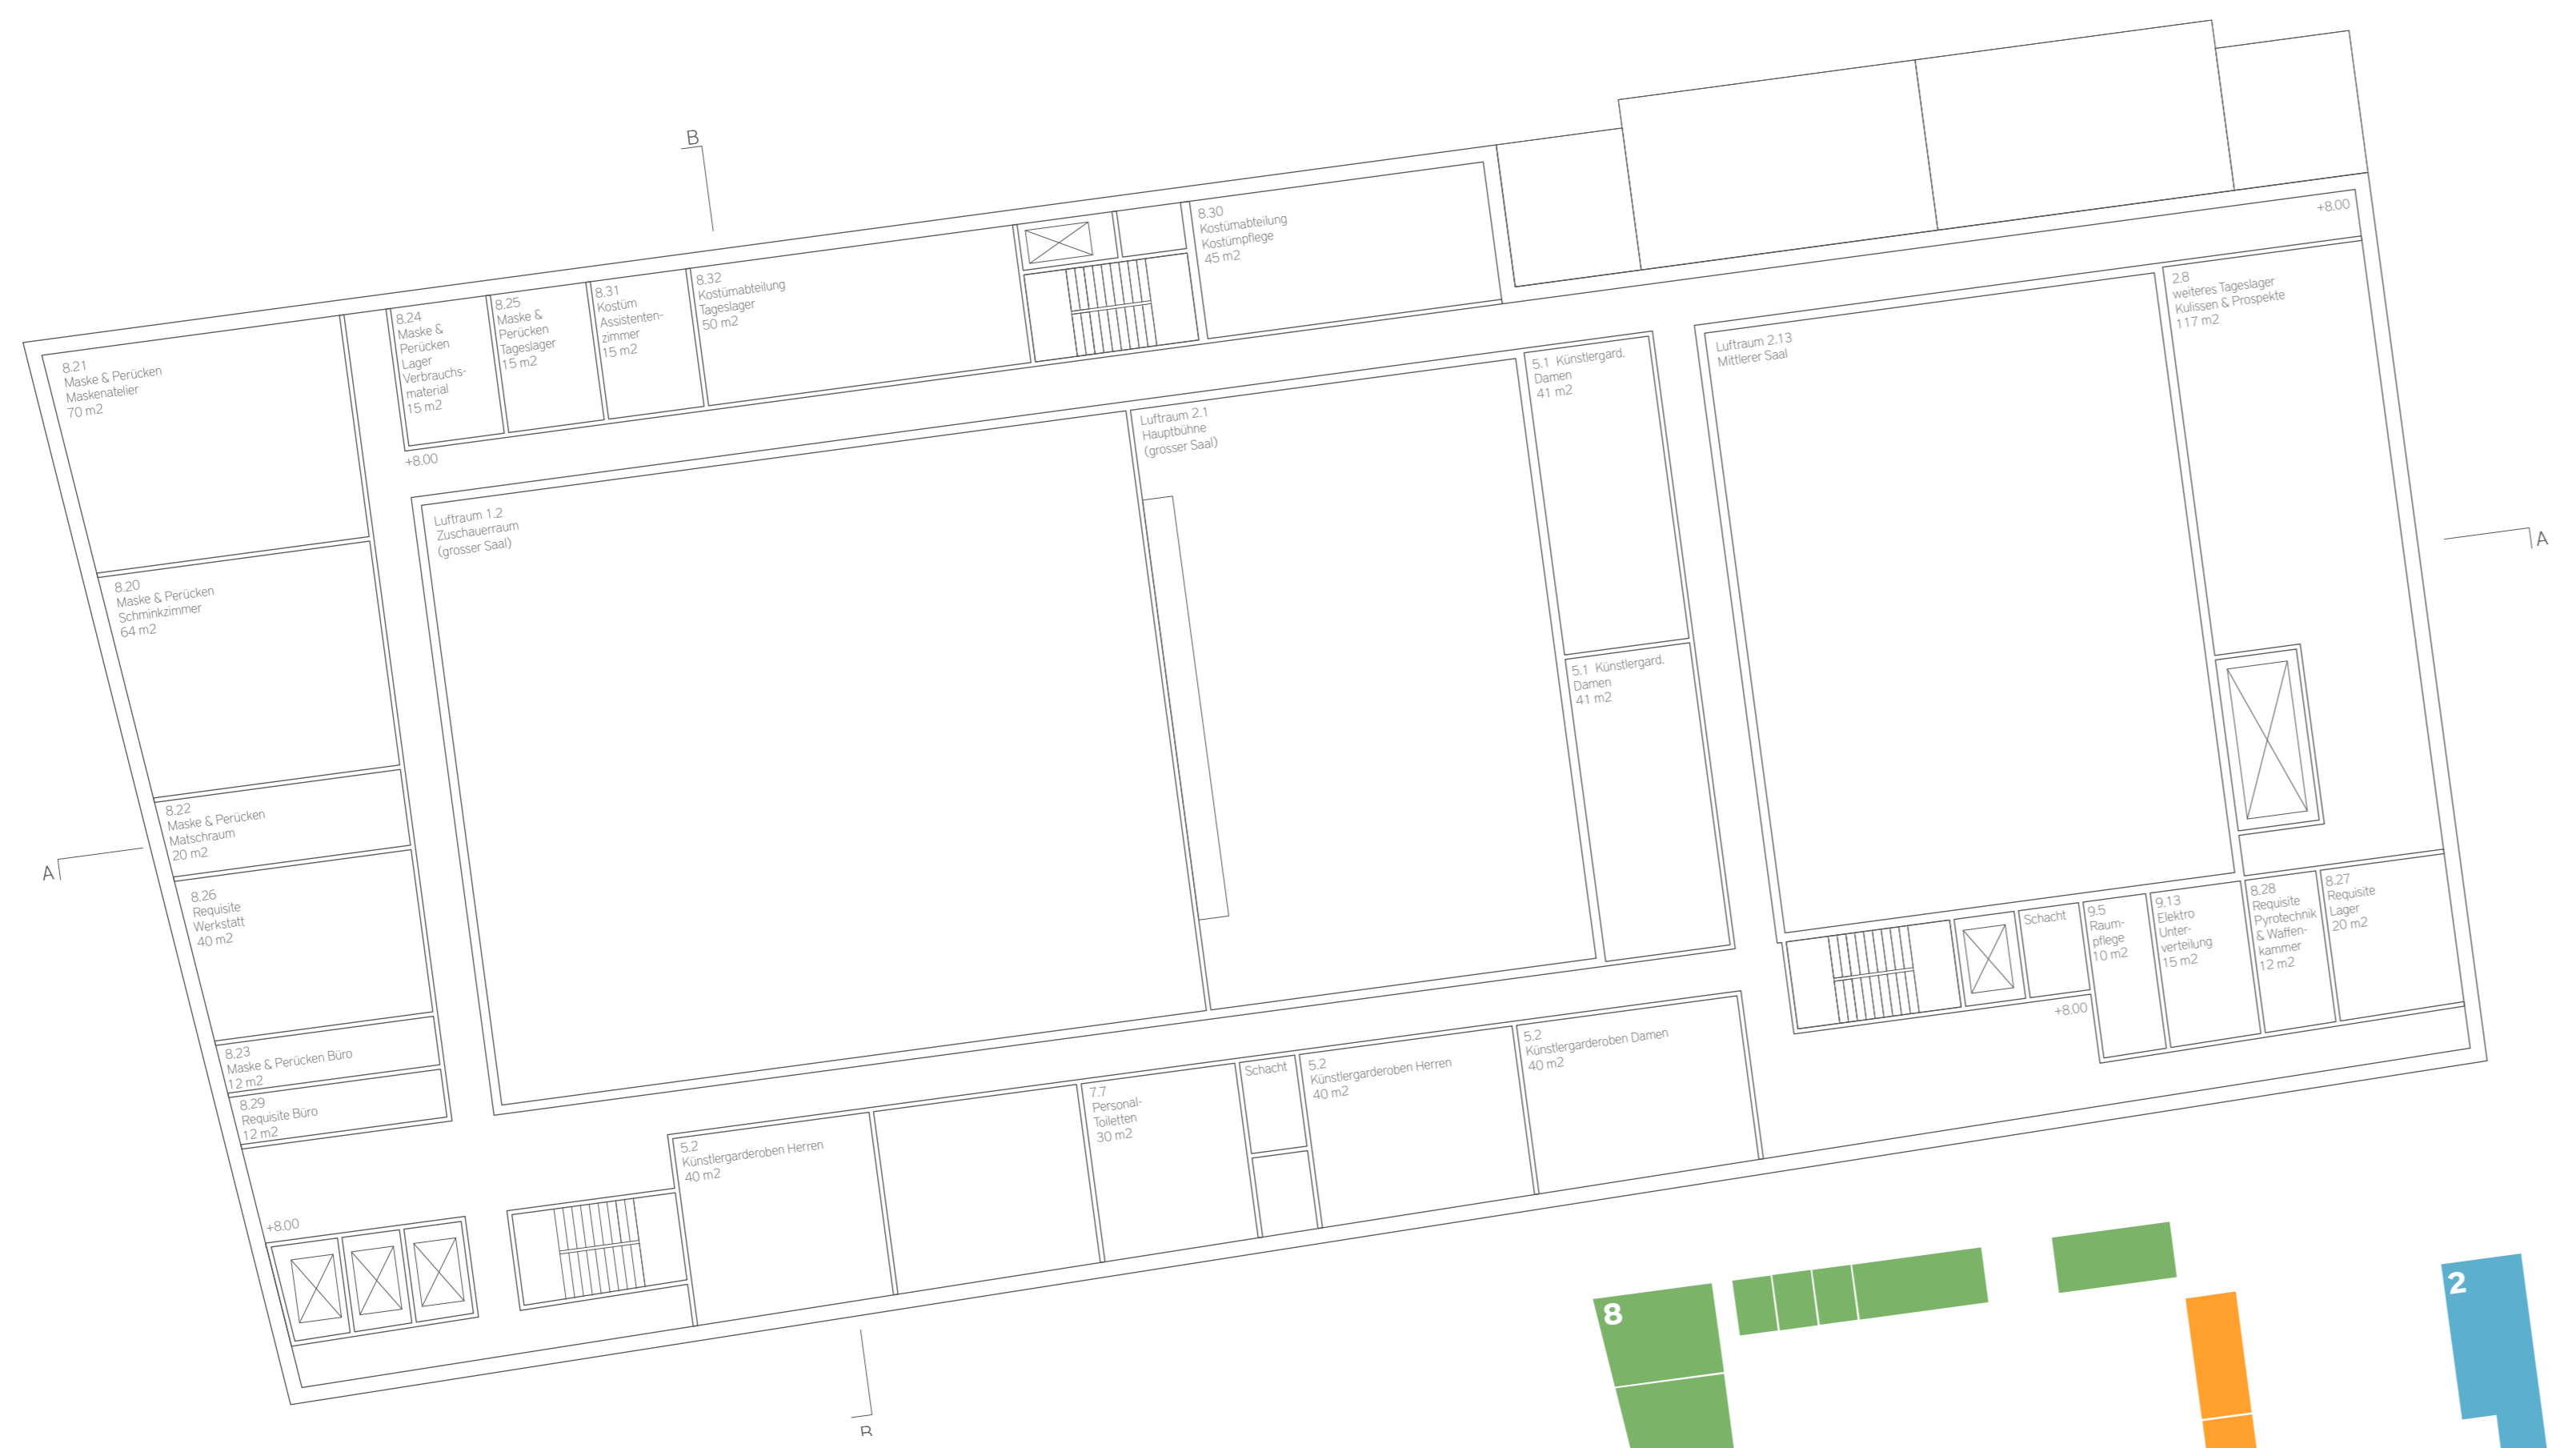 B
8.30
Kostümabteilung
Kostümpflege
45 m2
+8.00
8.32
Kostümabteilung
Tageslager
50 m2
2.8
weiteres Tageslager
Kulissen & Prospekte
117 m2
8.31
Kostüm
Assistenten-
zimmer
15 m2
8.25
Maske &
Perücken
Tageslager
15 m2
8.24
Maske &
Perücken
Lager
Verbrauchs-
material
15 m2
8.21
Maske & Perücken
Maskenatelier
70 m2
+8.00
Luftraum 2.13
Mittlerer Saal
5.1 Künstlergard.
Damen
41 m2
Luftraum 2.1
Hauptbühne
(grosser Saal)
Luftraum 1.2
Zuschauerraum
(grosser Saal)
A
8.20
Maske & Perücken
Schminkzimmer
64 m2
5.1 Künstlergard.
Damen
41 m2
8.22
Maske & Perücken
Matschraum
20 m2
A
8.26
Requisite
Werkstatt
40 m2
Schacht
9.5
Raum-
pflege
10 m2
9.13
Elektro
Unter-
verteilung
15 m2
8.28
Requisite
Pyrotechnik
& Waffen-
kammer
12 m2
8.27
Requisite
Lager
20 m2
+8.00
8.23
Maske & Perücken Büro
12 m2
8.29
Requisite Büro
12 m2
5.2
Künstlergarderoben Herren
40 m2
7.7
Personal-
Toiletten
30 m2
Schacht
5.2
Künstlergarderoben Herren
40 m2
5.2
Künstlergarderoben Damen
40 m2
+8.00
B
8
2